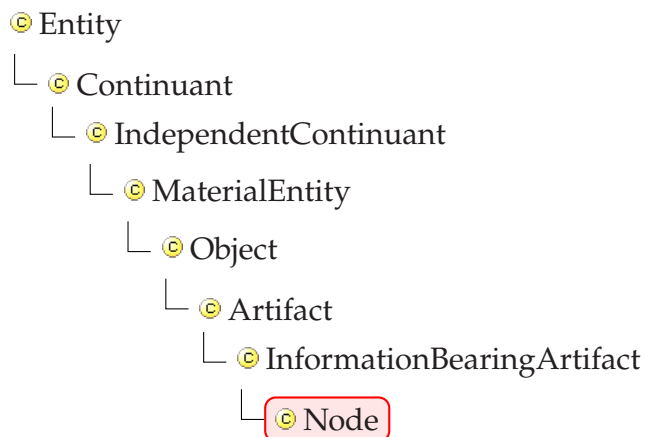 Entity
Continuant
IndependentContinuant
MaterialEntity
Object
Artifact
InformationBearingArtifact
Node